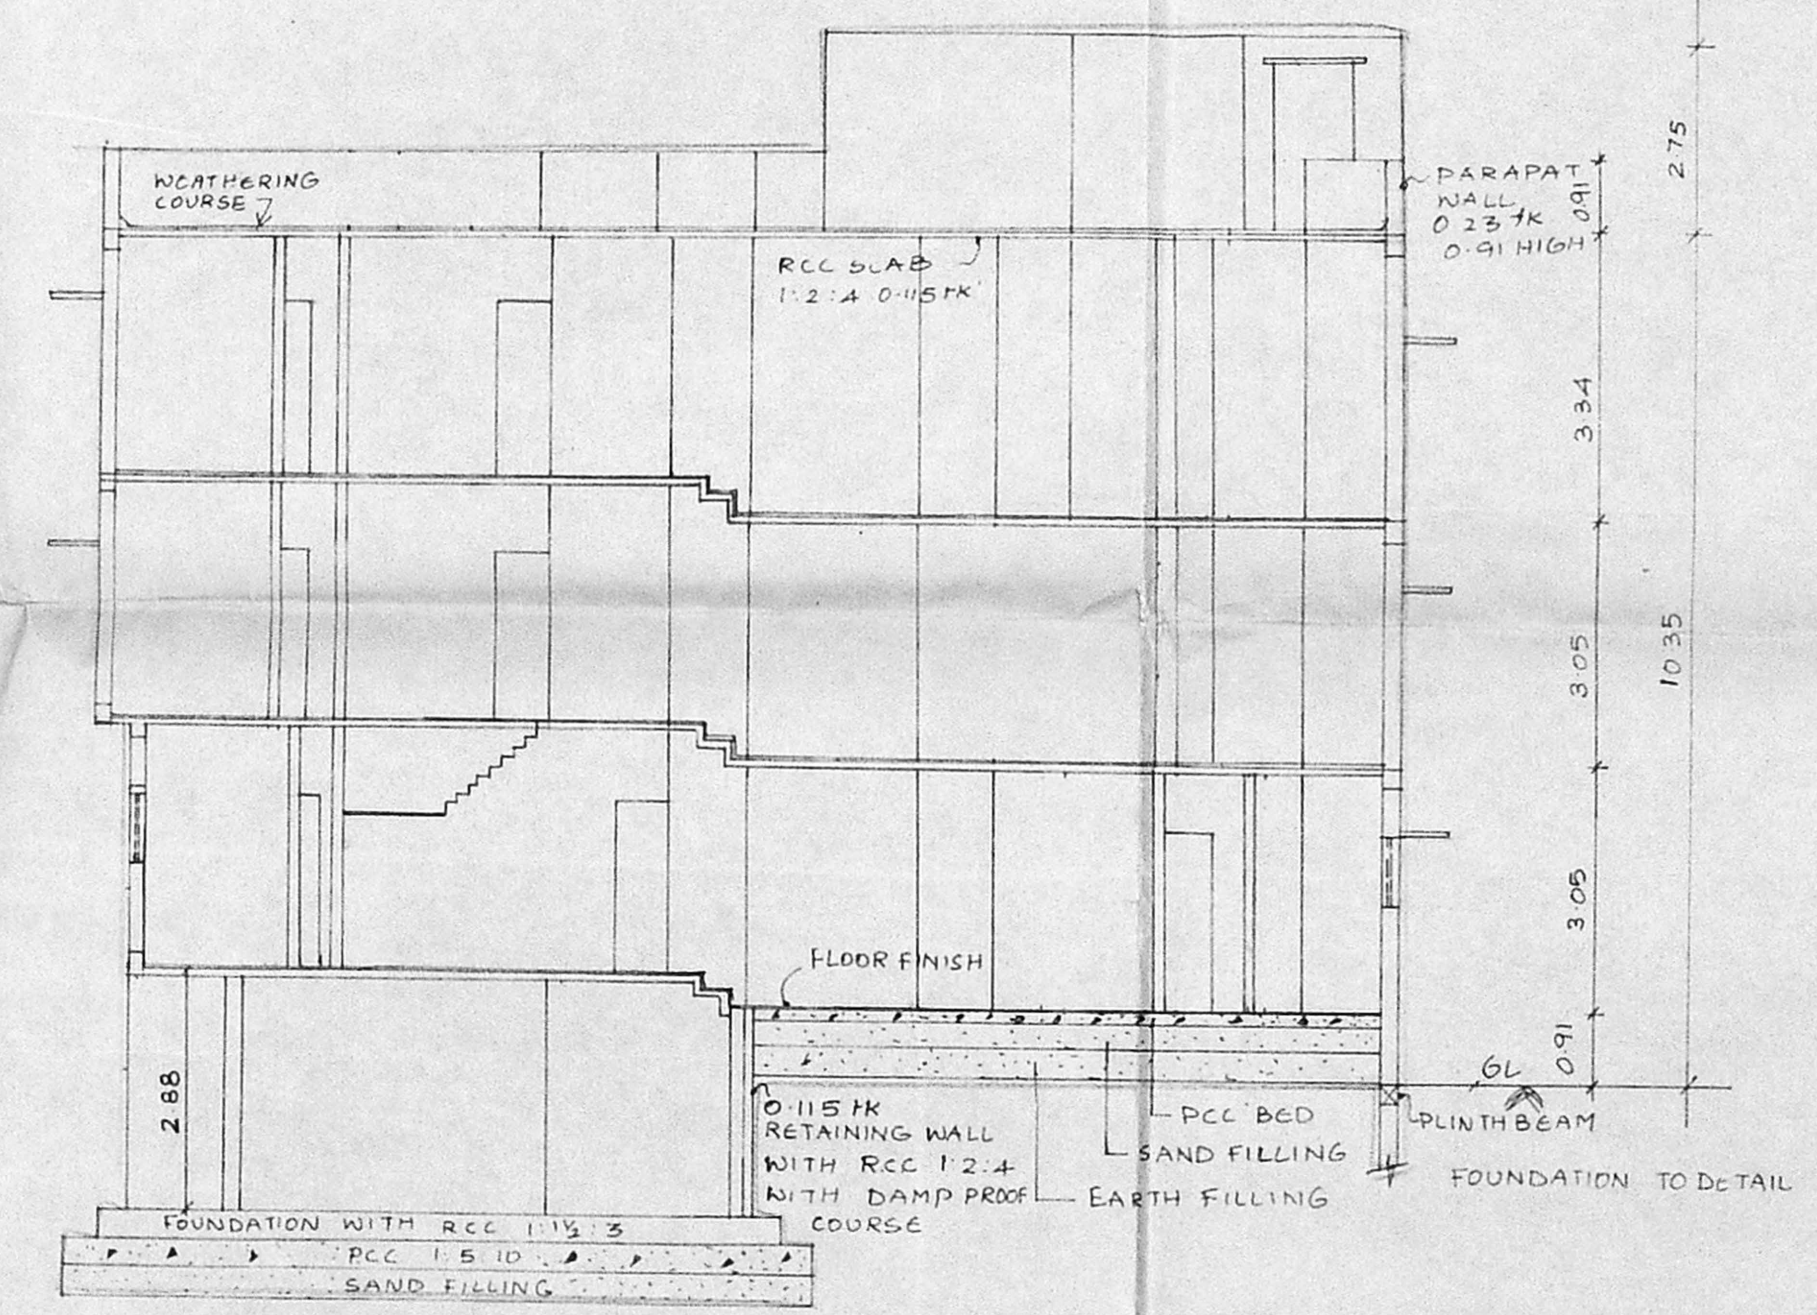 WEATHERING
COURSE
RCC SLAB
1:2:4 0.115 tK
PARAPAT
WALL
0 23 tK
0.91 HIGH
0.91
2.75
3.34
3.05
10 35
3.05
0.91
FLOOR FINISH
2.88
GL
PLINTH BEAM
0.115 tK
RETAINING WALL
WITH RCC 1:2:4
WITH DAMP PROOF
COURSE
PCC BED
SAND FILLING
EARTH FILLING
FOUNDATION TO DETAIL
FOUNDATION WITH RCC 1:1½:3
PCC 1:5:10
SAND FILLING